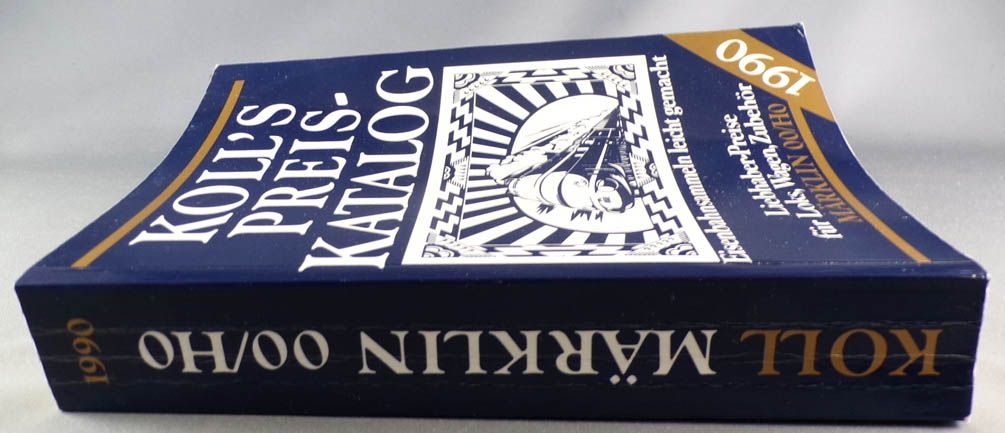 KOLL'S
PREIS-
KATALOG
Eisenbahnsammeln leicht gemacht
1990
Liebhaber-Preise
für Loks, Wagen, Zubehör
MÄRKLIN 00/H0
KOLL MÄRKLIN 00/H0 1990